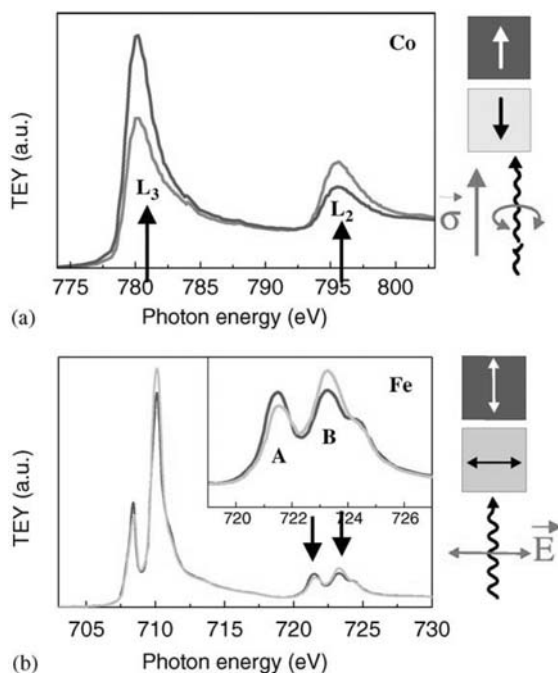 Co
TEY (a.u.)
L3
L2
σ
775 780 785 790 795 800
(a)
Photon energy (eV)
Fe
A
B
720 722 724 726
TEY (a.u.)
E
705 710 715 720 725 730
(b)
Photon energy (eV)